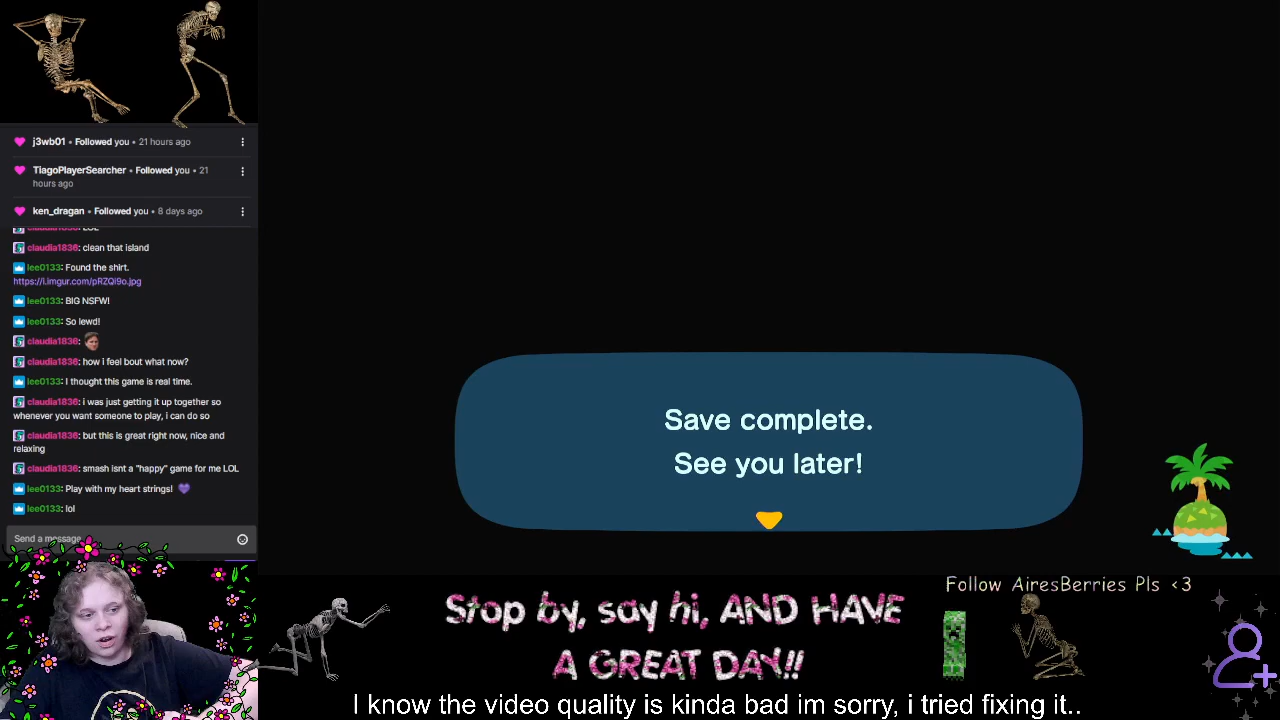 j3wb01 • Followed you • 21 hours ago
TiagoPlayerSearcher • Followed you • 21
hours ago
ken_dragan • Followed you • 8 days ago
claudia1836: LOL
claudia1836: clean that island
lee0133: Found the shirt.
https://i.imgur.com/pRZQi9o.jpg
lee0133: BIG NSFW!
lee0133: So lewd!
claudia1836:
claudia1836: how i feel bout what now?
lee0133: I thought this game is real time.
claudia1836: i was just getting it up together so
whenever you want someone to play, i can do so
claudia1836: but this is great right now, nice and
relaxing
claudia1836: smash isnt a "happy" game for me LOL
lee0133: Play with my heart strings! 💜
lee0133: lol
Send a message
Save complete.
See you later!
Follow AiresBerries Pls <3
Stop by, say hi, AND HAVE
A GREAT DAY!!
I know the video quality is kinda bad im sorry, i tried fixing it..